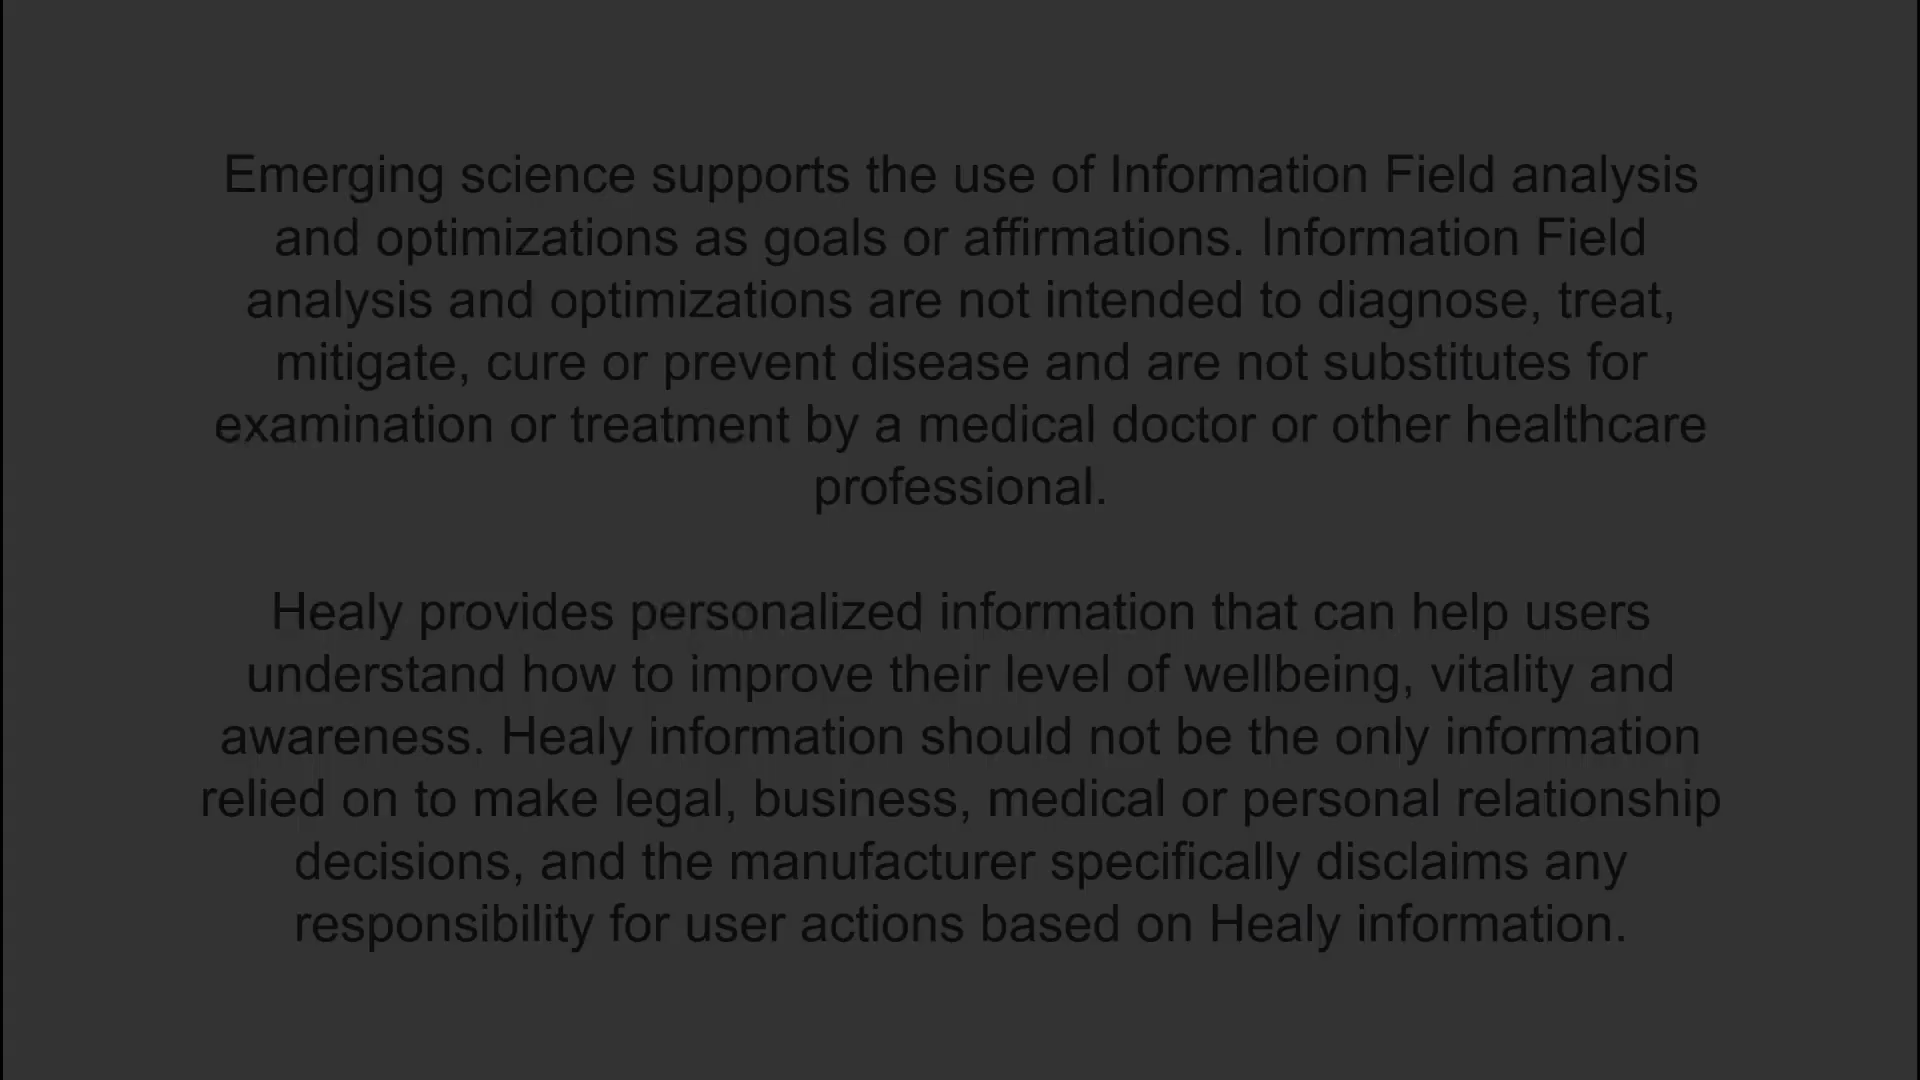 Emerging science supports the use of Information Field analysis
and optimizations as goals or affirmations. Information Field
analysis and optimizations are not intended to diagnose, treat,
mitigate, cure or prevent disease and are not substitutes for
examination or treatment by a medical doctor or other healthcare
professional.
Healy provides personalized information that can help users
understand how to improve their level of wellbeing, vitality and
awareness. Healy information should not be the only information
relied on to make legal, business, medical or personal relationship
decisions, and the manufacturer specifically disclaims any
responsibility for user actions based on Healy information.